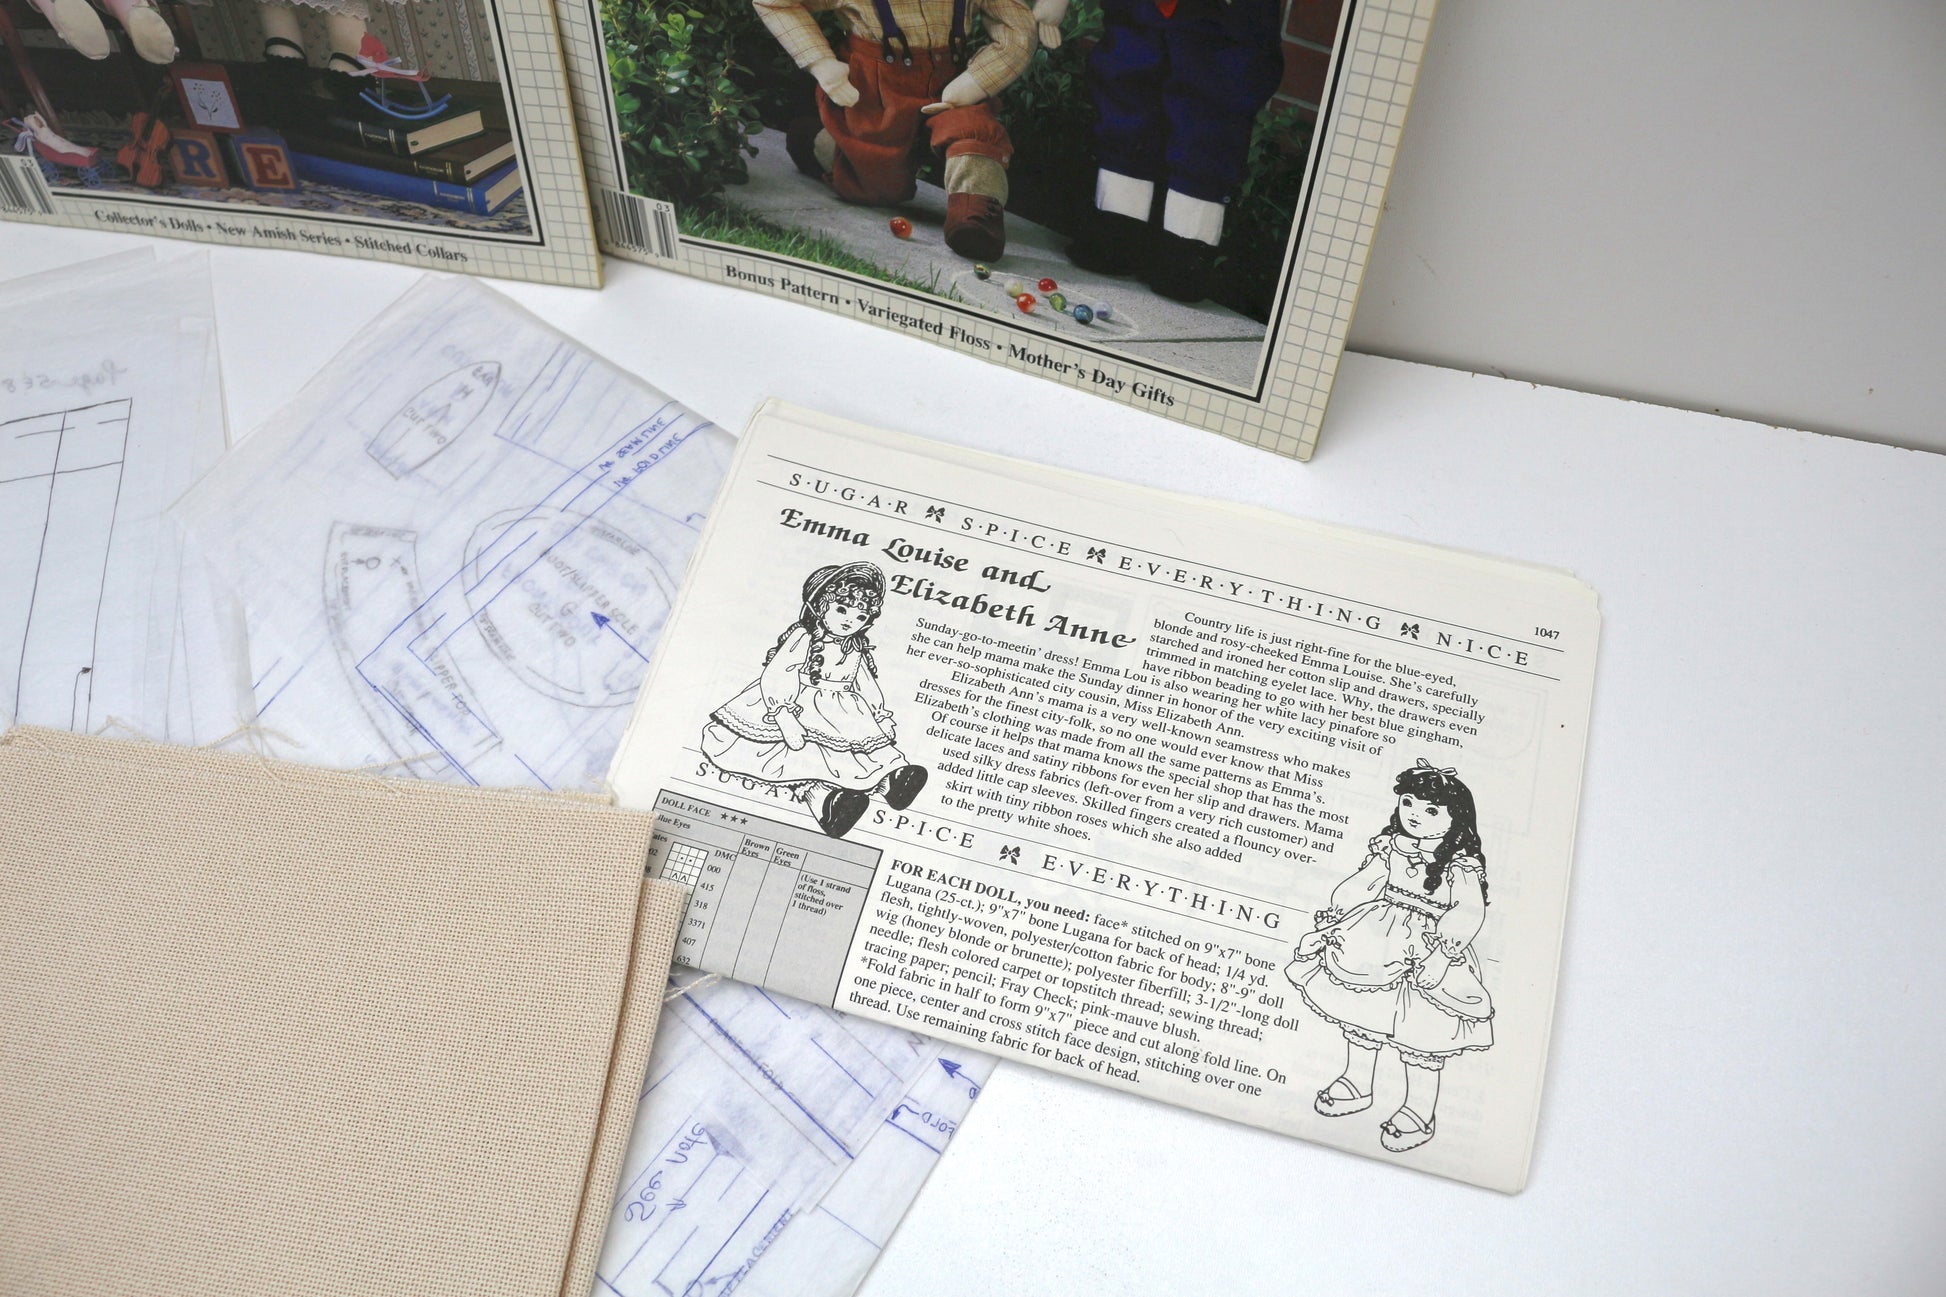 R E
03
Collector's Dolls • New Amish Series • Stitched Collars
03
Bonus Pattern • Variegated Floss • Mother's Day Gifts
CUT TWO
CUT TWO
See Note
FOLD
S·U·G·A·R S·P·I·C·E E·V·E·R·Y·T·H·I·N·G N·I·C·E
1047
Emma Louise and
Elizabeth Anne
Country life is just right-fine for the blue-eyed,
blonde and rosy-cheeked Emma Louise. She's carefully
starched and ironed her cotton slip and drawers, specially
trimmed in matching eyelet lace. Why, the drawers even
have ribbon beading to go with her best blue gingham,
Sunday-go-to-meetin' dress! Emma Lou is also wearing her white lacy pinafore so
she can help mama make the Sunday dinner in honor of the very exciting visit of
her ever-so-sophisticated city cousin, Miss Elizabeth Ann.
Elizabeth Ann's mama is a very well-known seamstress who makes
dresses for the finest city-folk, so no one would ever know that Miss
Elizabeth's clothing was made from all the same patterns as Emma's.
Of course it helps that mama knows the special shop that has the most
delicate laces and satiny ribbons for even her slip and drawers. Mama
used silky dress fabrics (left-over from a very rich customer) and
added little cap sleeves. Skilled fingers created a flouncy over-
skirt with tiny ribbon roses which she also added
to the pretty white shoes.
S·U·G·A·R S·P·I·C·E E·V·E·R·Y·T·H·I·N·G
DOLL FACE ★★★
Blue Eyes
DMC
Brown Eyes
Green Eyes
000
415
318
3371
407
632
(Use 1 strand
of floss,
stitched over
1 thread)
FOR EACH DOLL, you need: face* stitched on 9"x7" bone
Lugana (25-ct.); 9"x7" bone Lugana for back of head; 1/4 yd.
flesh, tightly-woven, polyester/cotton fabric for body; 8"-9" doll
wig (honey blonde or brunette); polyester fiberfill; 3-1/2"-long doll
needle; flesh colored carpet or topstitch thread; sewing thread;
tracing paper; pencil; Fray Check; pink-mauve blush.
*Fold fabric in half to form 9"x7" piece and cut along fold line. On
one piece, center and cross stitch face design, stitching over one
thread. Use remaining fabric for back of head.